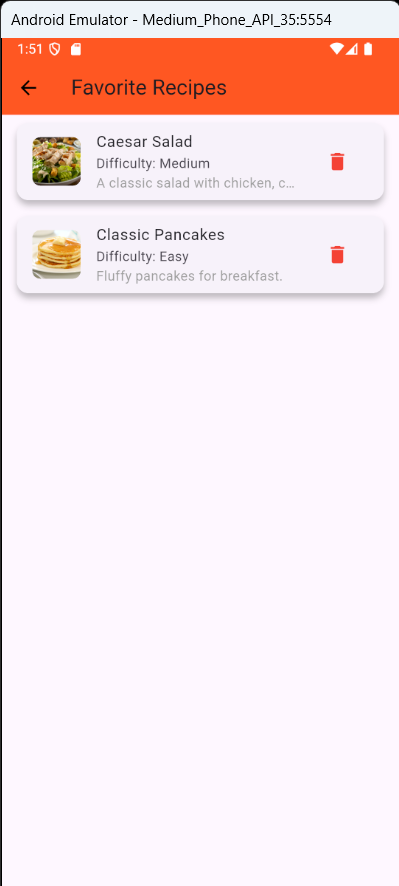 Android Emulator - Medium_Phone_API_35:5554
1:51
Favorite Recipes
Caesar Salad
Difficulty: Medium
A classic salad with chicken, c...
Classic Pancakes
Difficulty: Easy
Fluffy pancakes for breakfast.